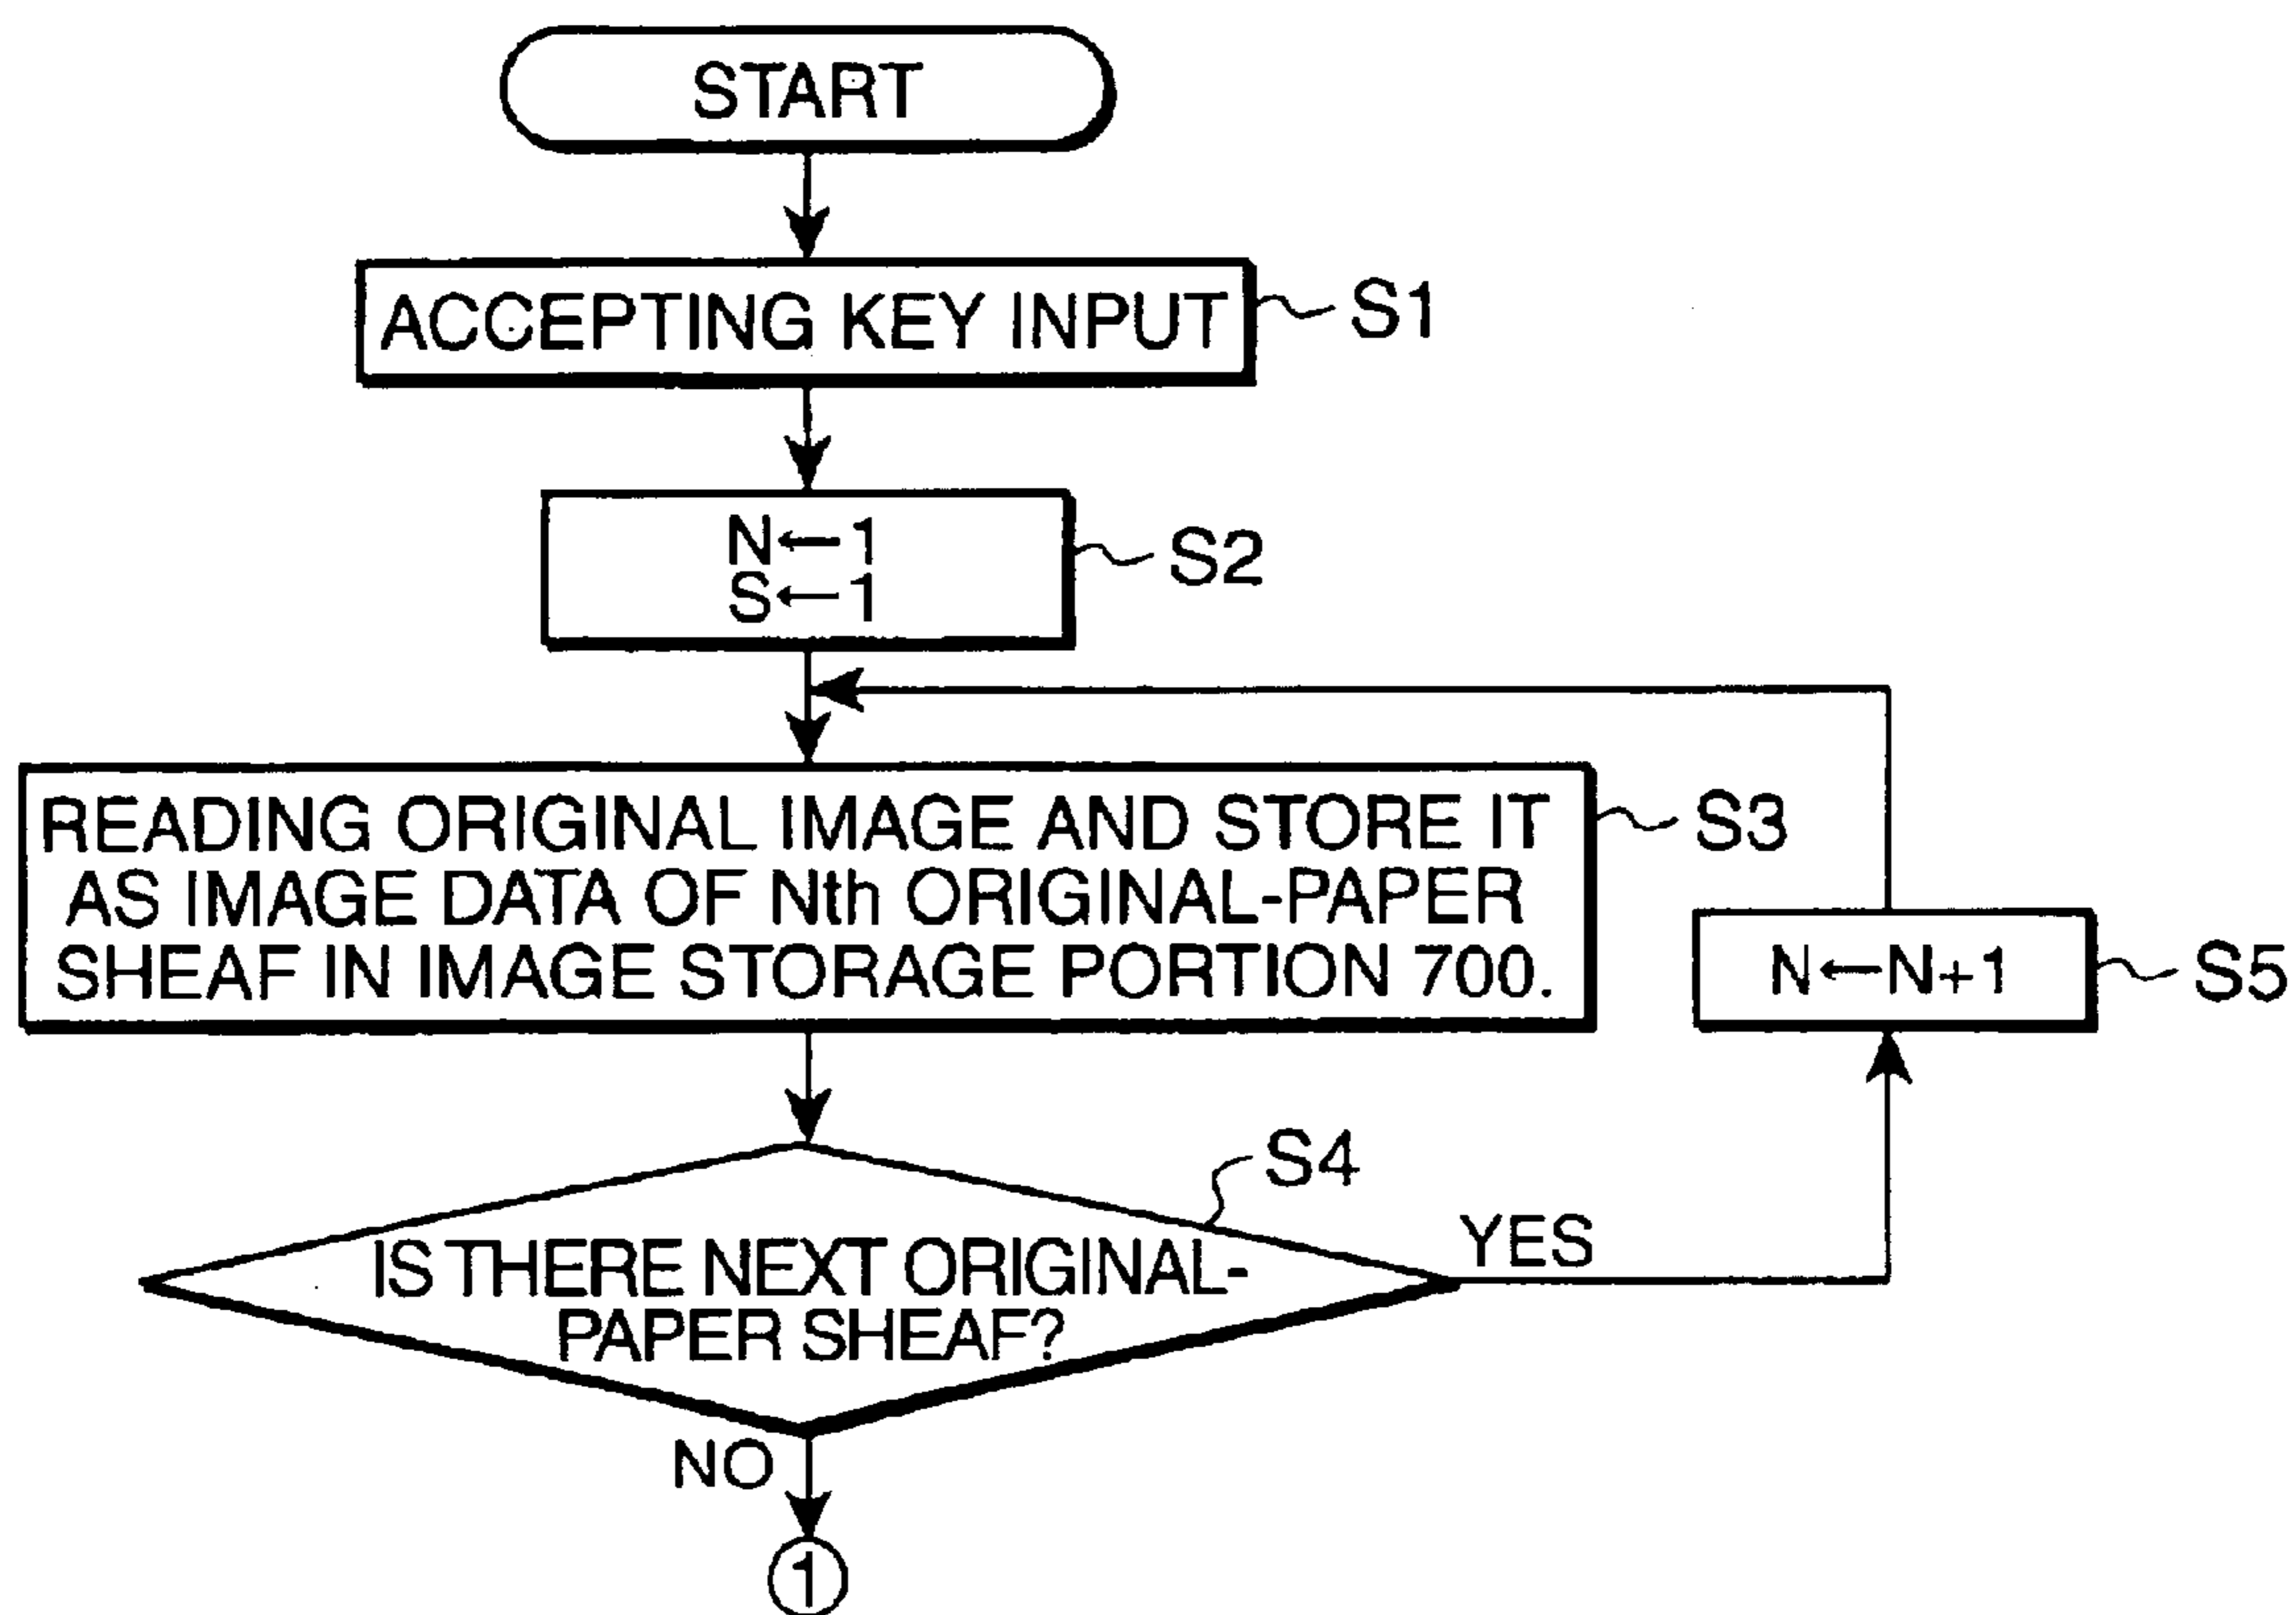 START
ACCEPTING KEY INPUT
S1
N←1
S←1
S2
READING ORIGINAL IMAGE AND STORE IT
AS IMAGE DATA OF Nth ORIGINAL-PAPER
SHEAF IN IMAGE STORAGE PORTION 700.
S3
N←N+1
S5
S4
IS THERE NEXT ORIGINAL-
PAPER SHEAF?
YES
NO
1